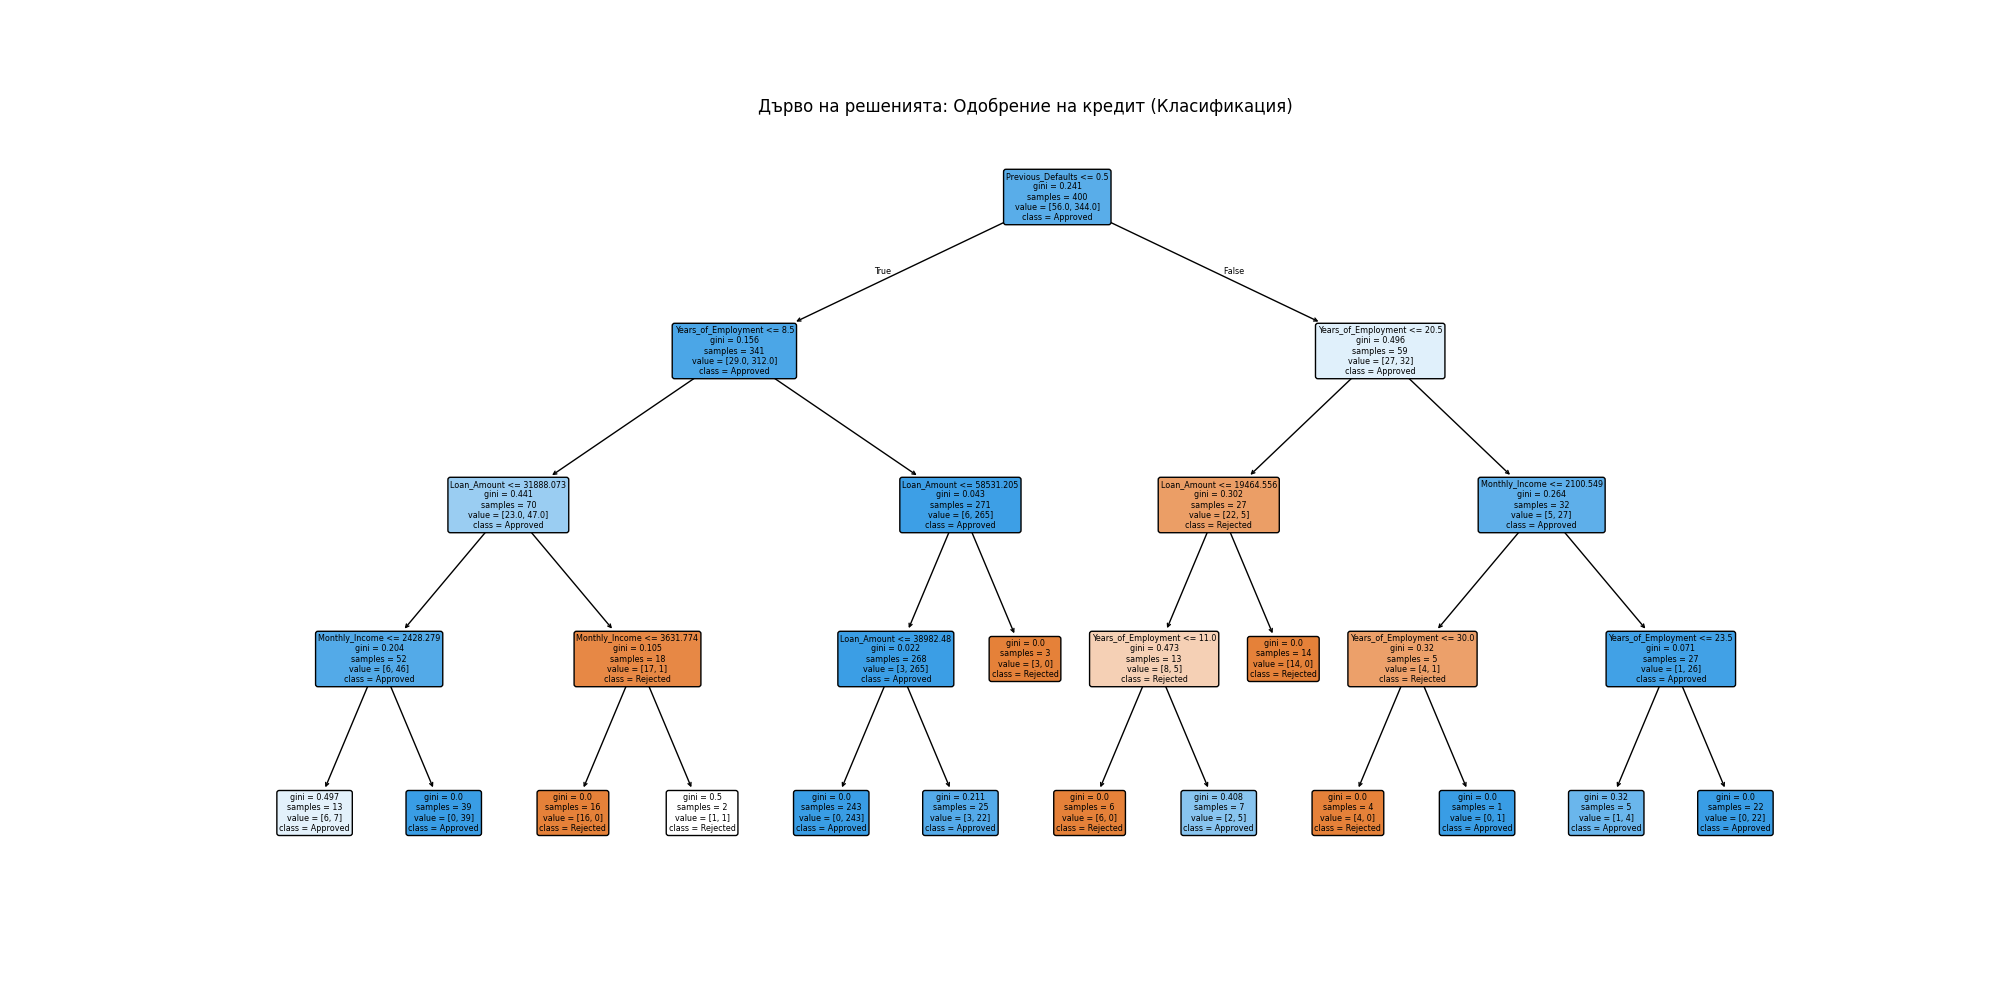 Дърво на решенията: Одобрение на кредит (Класификация)
Previous_Defaults <= 0.5
gini = 0.241
samples = 400
value = [56.0, 344.0]
class = Approved
True
False
Years_of_Employment <= 8.5
gini = 0.156
samples = 341
value = [29.0, 312.0]
class = Approved
Years_of_Employment <= 20.5
gini = 0.496
samples = 59
value = [27, 32]
class = Approved
Loan_Amount <= 31888.073
gini = 0.441
samples = 70
value = [23.0, 47.0]
class = Approved
Loan_Amount <= 58531.205
gini = 0.043
samples = 271
value = [6, 265]
class = Approved
Loan_Amount <= 19464.556
gini = 0.302
samples = 27
value = [22, 5]
class = Rejected
Monthly_Income <= 2100.549
gini = 0.264
samples = 32
value = [5, 27]
class = Approved
Monthly_Income <= 2428.279
gini = 0.204
samples = 52
value = [6, 46]
class = Approved
Monthly_Income <= 3631.774
gini = 0.105
samples = 18
value = [17, 1]
class = Rejected
Loan_Amount <= 38982.48
gini = 0.022
samples = 268
value = [3, 265]
class = Approved
gini = 0.0
samples = 3
value = [3, 0]
class = Rejected
Years_of_Employment <= 11.0
gini = 0.473
samples = 13
value = [8, 5]
class = Rejected
gini = 0.0
samples = 14
value = [14, 0]
class = Rejected
Years_of_Employment <= 30.0
gini = 0.32
samples = 5
value = [4, 1]
class = Rejected
Years_of_Employment <= 23.5
gini = 0.071
samples = 27
value = [1, 26]
class = Approved
gini = 0.497
samples = 13
value = [6, 7]
class = Approved
gini = 0.0
samples = 39
value = [0, 39]
class = Approved
gini = 0.0
samples = 16
value = [16, 0]
class = Rejected
gini = 0.5
samples = 2
value = [1, 1]
class = Rejected
gini = 0.0
samples = 243
value = [0, 243]
class = Approved
gini = 0.211
samples = 25
value = [3, 22]
class = Approved
gini = 0.0
samples = 6
value = [6, 0]
class = Rejected
gini = 0.408
samples = 7
value = [2, 5]
class = Approved
gini = 0.0
samples = 4
value = [4, 0]
class = Rejected
gini = 0.0
samples = 1
value = [0, 1]
class = Approved
gini = 0.32
samples = 5
value = [1, 4]
class = Approved
gini = 0.0
samples = 22
value = [0, 22]
class = Approved